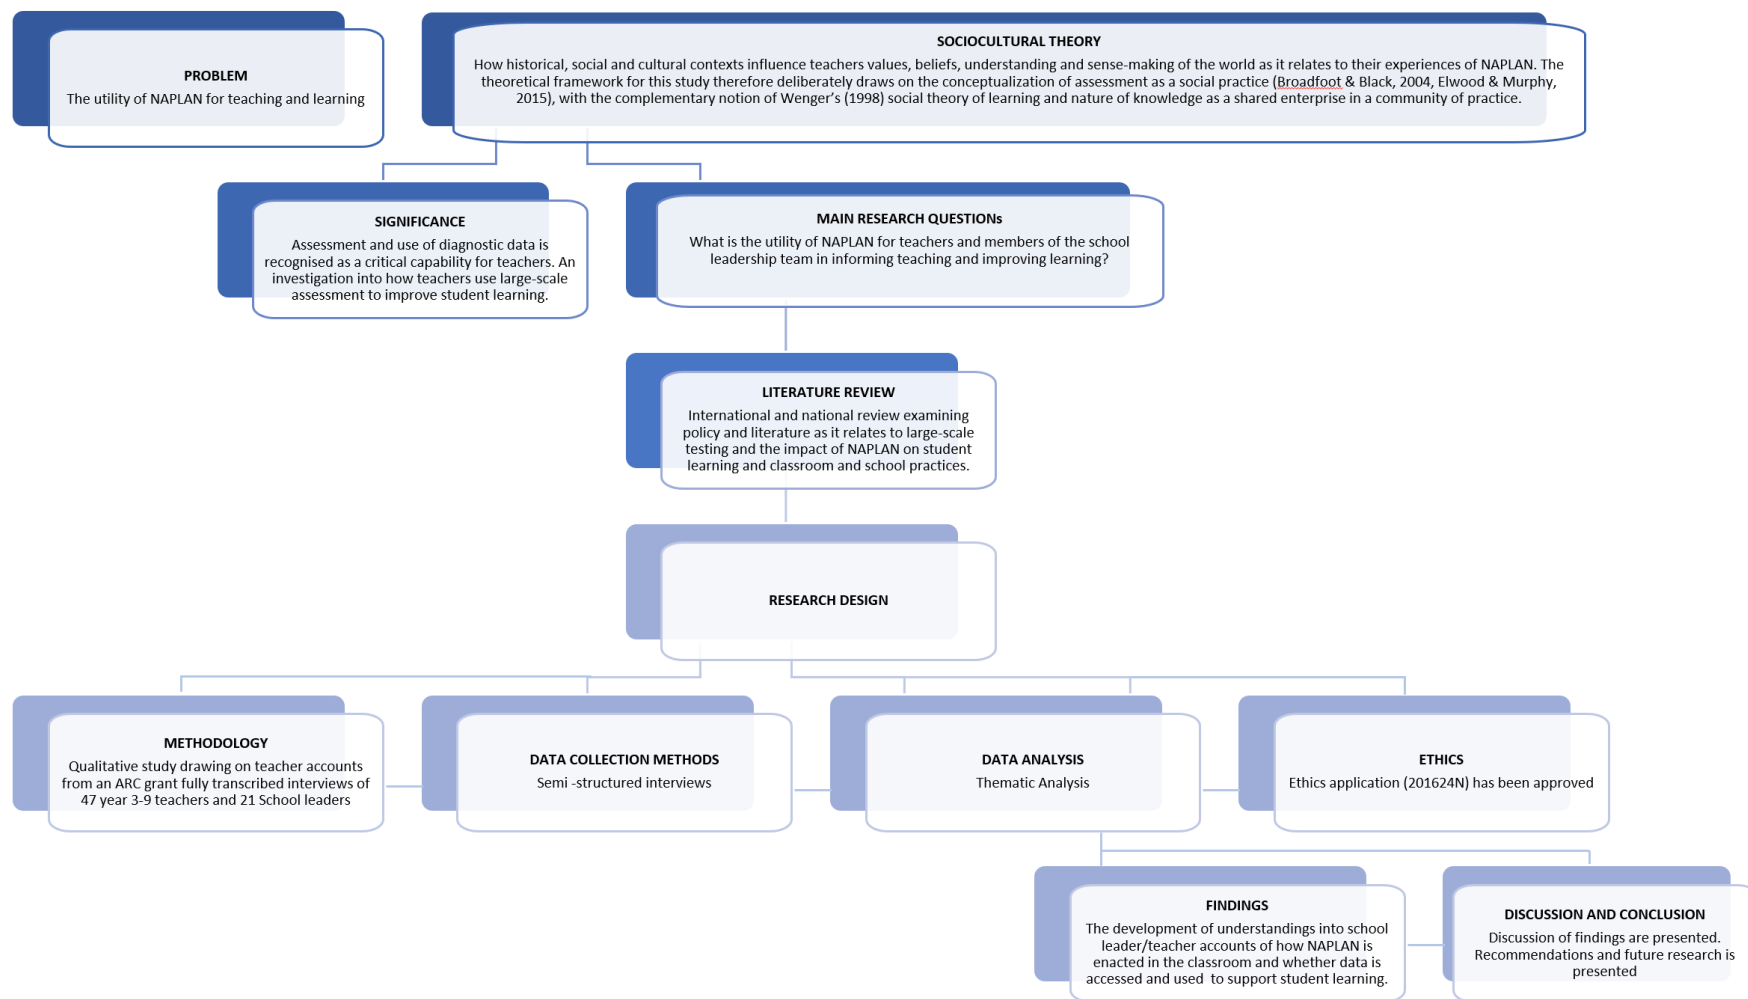 PROBLEM
The utility of NAPLAN for teaching and learning
SOCIOCULTURAL THEORY
How historical, social and cultural contexts influence teachers values, beliefs, understanding and sense-making of the world as it relates to their experiences of NAPLAN. The
theoretical framework for this study therefore deliberately draws on the conceptualization of assessment as a social practice (Broadfoot & Black, 2004, Elwood & Murphy,
2015), with the complementary notion of Wenger's (1998) social theory of learning and nature of knowledge as a shared enterprise in a community of practice.
SIGNIFICANCE
Assessment and use of diagnostic data is
recognised as a critical capability for teachers. An
investigation into how teachers use large-scale
assessment to improve student learning.
MAIN RESEARCH QUESTIONs
What is the utility of NAPLAN for teachers and members of the school
leadership team in informing teaching and improving learning?
LITERATURE REVIEW
International and national review examining
policy and literature as it relates to large-scale
testing and the impact of NAPLAN on student
learning and classroom and school practices.
RESEARCH DESIGN
METHODOLOGY
Qualitative study drawing on teacher accounts
from an ARC grant fully transcribed interviews of
47 year 3-9 teachers and 21 School leaders
DATA COLLECTION METHODS
Semi -structured interviews
DATA ANALYSIS
Thematic Analysis
ETHICS
Ethics application (201624N) has been approved
FINDINGS
The development of understandings into school
leader/teacher accounts of how NAPLAN is
enacted in the classroom and whether data is
accessed and used  to support student learning.
DISCUSSION AND CONCLUSION
Discussion of findings are presented.
Recommendations and future research is
presented